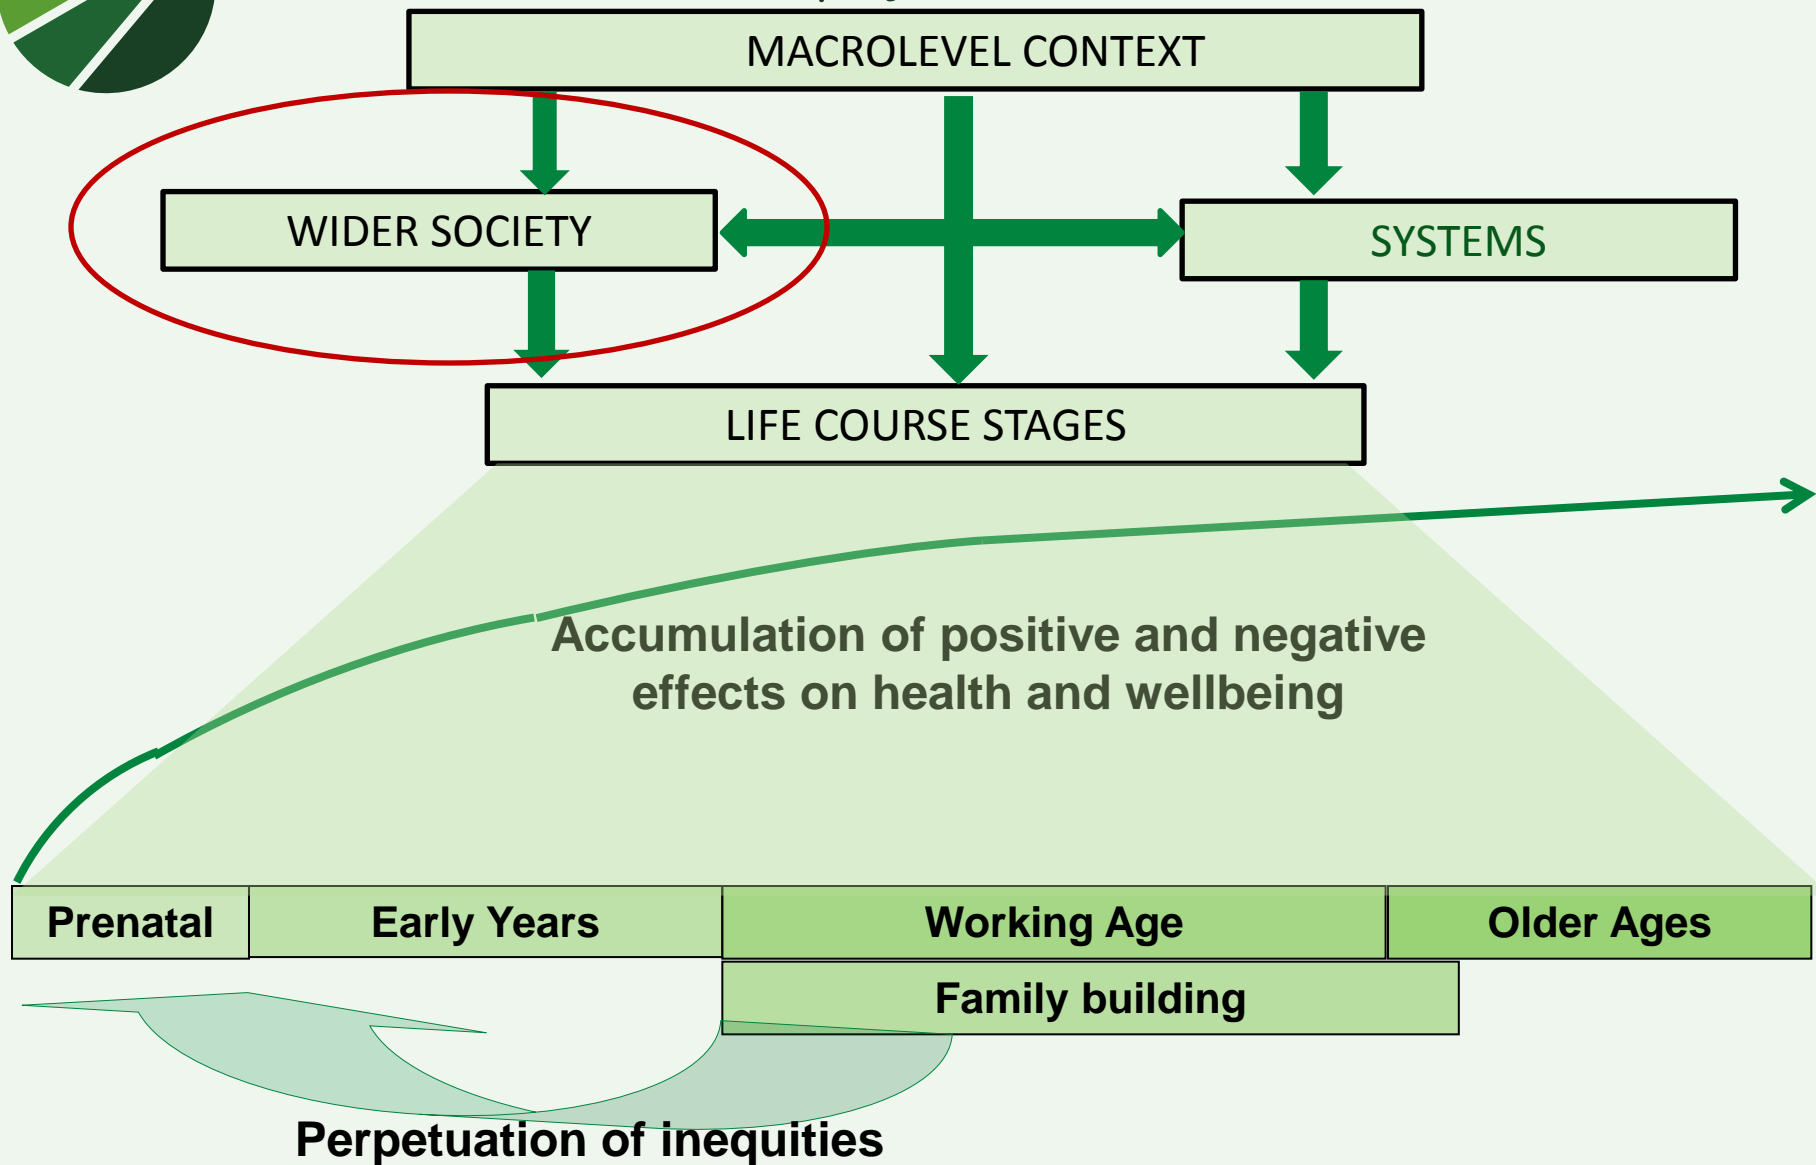 MACROLEVEL CONTEXT
WIDER SOCIETY
SYSTEMS
LIFE COURSE STAGES
Accumulation of positive and negative
effects on health and wellbeing
Prenatal
Early Years
Working Age
Older Ages
Family building
Perpetuation of inequities